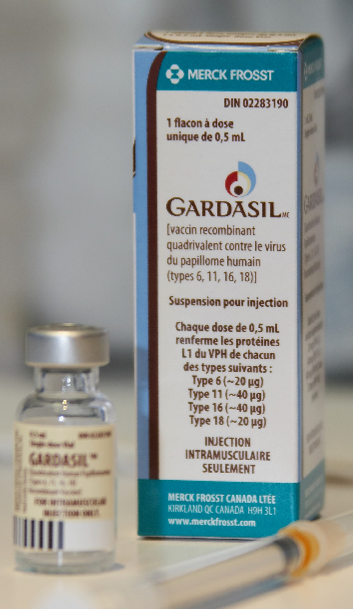 MERCK FROSST
DIN 02283190
1 flacon à dose
unique de 0,5 mL
GARDASIL MC
[vaccin recombinant
quadrivalent contre le virus
du papillome humain
(types 6, 11, 16, 18)]
Suspension pour injection
Chaque dose de 0,5 mL
renferme les protéines
L1 du VPH de chacun
des types suivants :
Type 6 (~20 µg)
Type 11 (~40 µg)
Type 16 (~40 µg)
Type 18 (~20 µg)
INJECTION
INTRAMUSCULAIRE
SEULEMENT
MERCK FROSST CANADA LTÉE
KIRKLAND QC CANADA H9H 3L1
www.merckfrosst.com
GARDASIL™
FOR INTRAMUSCULAR
INJECTION ONLY.